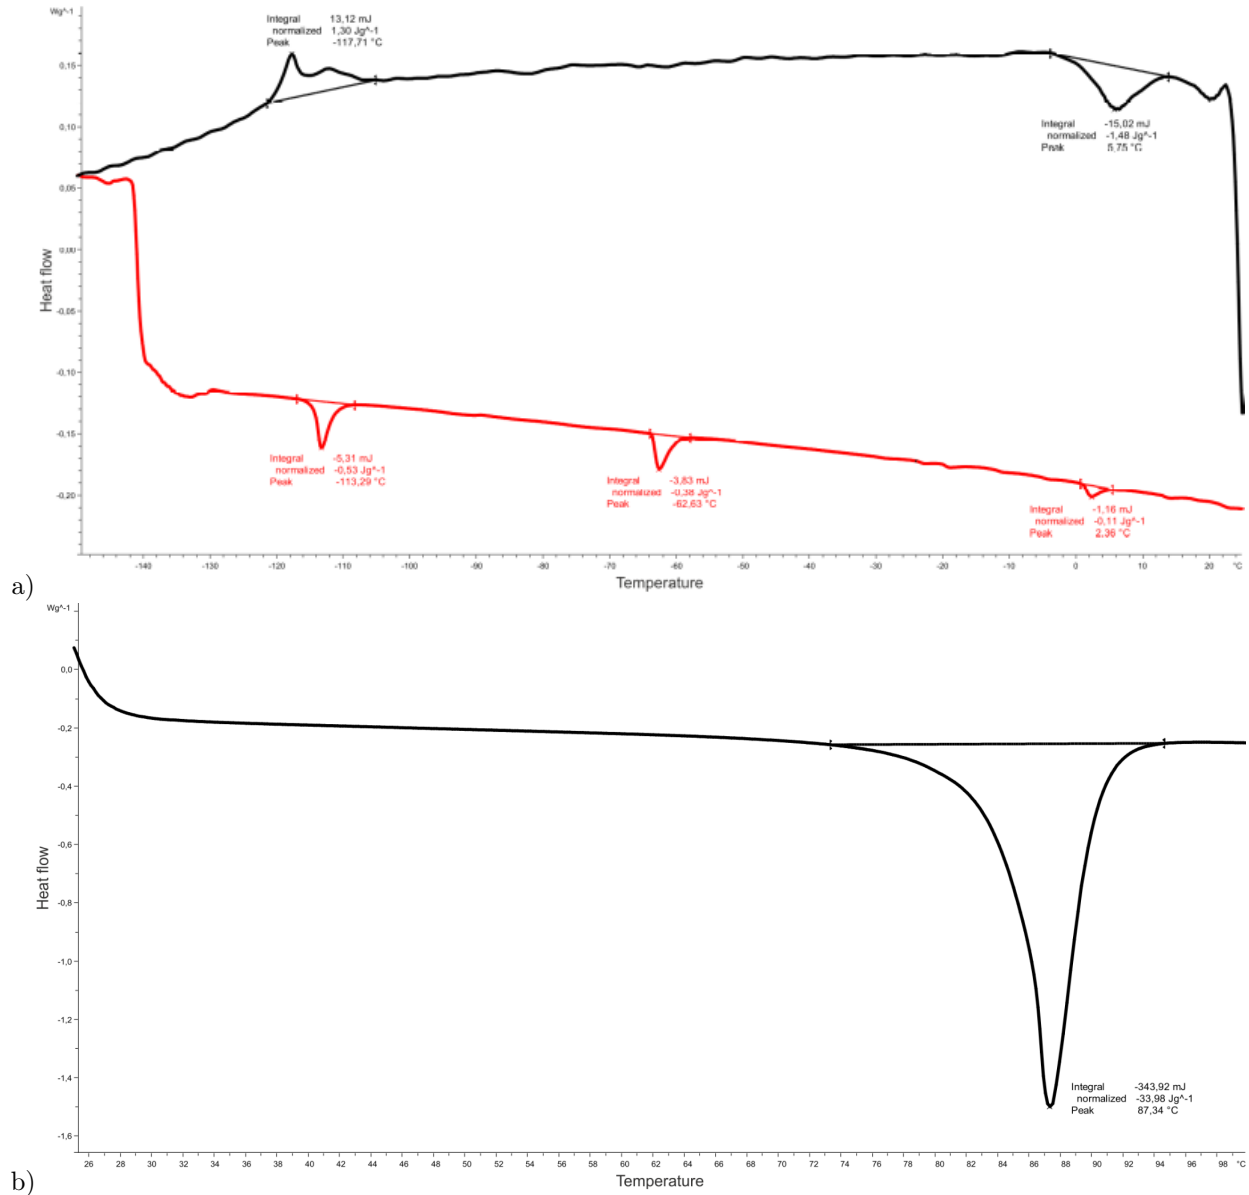 Wg^-1
Integral 13,12 mJ
normalized 1,30 Jg^-1
Peak -117,71 °C
0,15
0,10
0,05
0,00
-0,05
-0,10
-0,15
-0,20
Heat flow
Integral -15,02 mJ
normalized -1,48 Jg^-1
Peak 5,75 °C
Integral -5,31 mJ
normalized -0,53 Jg^-1
Peak -113,29 °C
Integral -3,83 mJ
normalized -0,38 Jg^-1
Peak -62,63 °C
Integral -1,16 mJ
normalized -0,11 Jg^-1
Peak 2,36 °C
-140 -130 -120 -110 -100 -90 -80 -70 -60 -50 -40 -30 -20 -10 0 10 20 °C
Temperature
a)
Wg^-1
0,0
-0,2
-0,4
-0,6
-0,8
-1,0
-1,2
-1,4
-1,6
Heat flow
Integral -343,92 mJ
normalized -33,98 Jg^-1
Peak 87,34 °C
26 28 30 32 34 36 38 40 42 44 46 48 50 52 54 56 58 60 62 64 66 68 70 72 74 76 78 80 82 84 86 88 90 92 94 96 98 °C
Temperature
b)